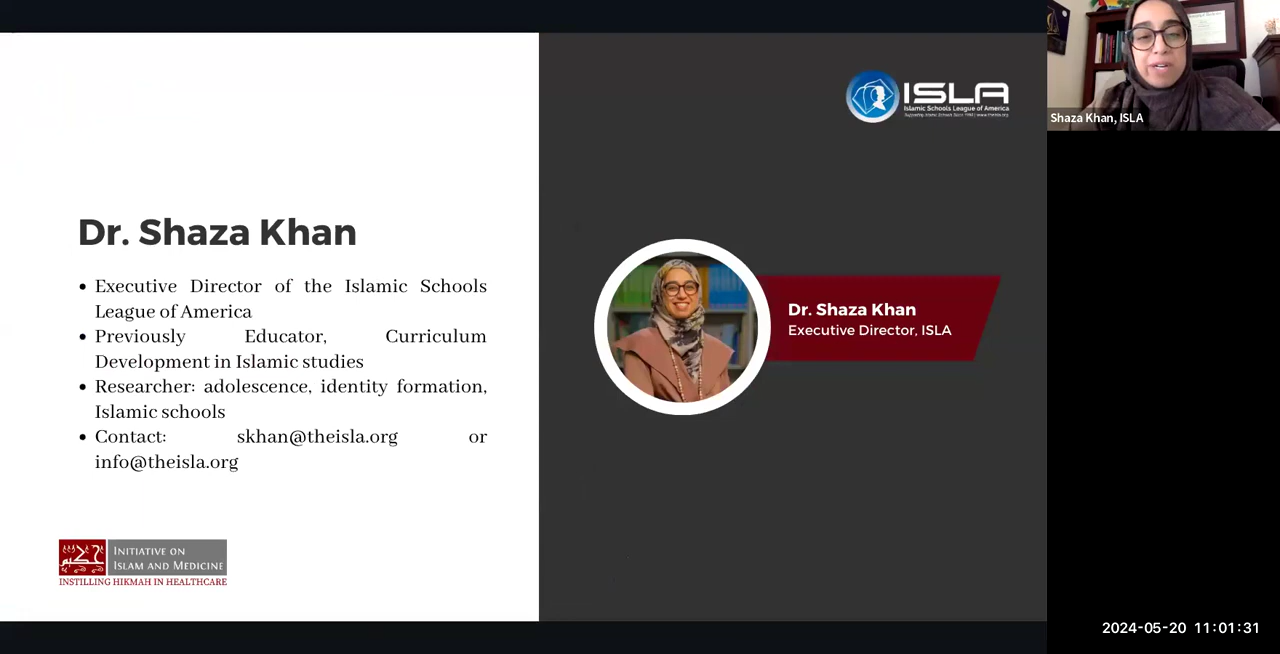 Dr. Shaza Khan
Executive Director of the Islamic Schools
League of America
Previously Educator, Curriculum
Development in Islamic studies
Researcher: adolescence, identity formation,
Islamic schools
Contact: skhan@theisla.org or
info@theisla.org
INITIATIVE ON
ISLAM AND MEDICINE
INSTILLING HIKMAH IN HEALTHCARE
ISLA
Islamic Schools League of America
Dr. Shaza Khan
Executive Director, ISLA
Shaza Khan, ISLA
2024-05-20 11:01:31